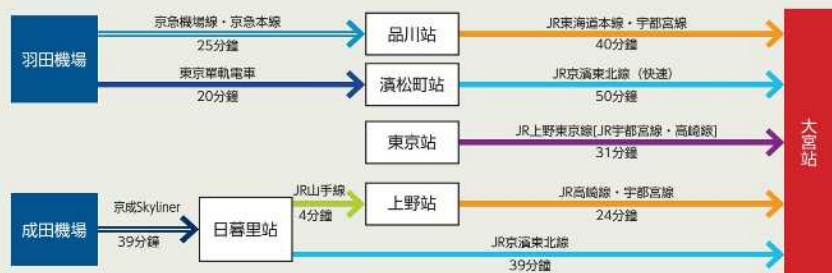 羽田機場
京急機場線・京急本線
25分鐘
品川站
JR東海道本線・宇都宮線
40分鐘
東京單軌電車
20分鐘
濱松町站
JR京濱東北線（快速）
50分鐘
東京站
JR上野東京線[JR宇都宮線・高崎線]
31分鐘
成田機場
京成Skyliner
39分鐘
日暮里站
JR山手線
4分鐘
上野站
JR高崎線・宇都宮線
24分鐘
JR京濱東北線
39分鐘
大宮站